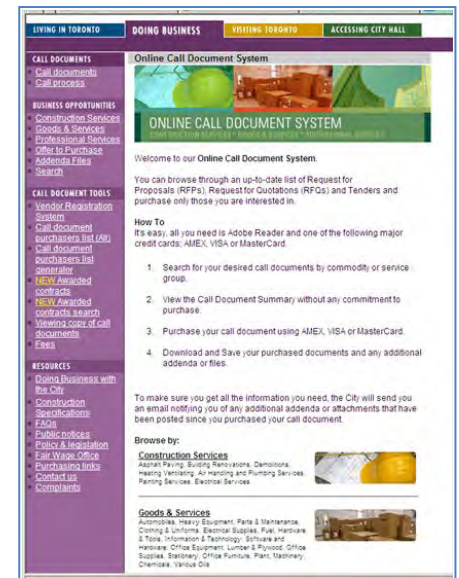 LIVING IN TORONTO
DOING BUSINESS
VISITING TORONTO
ACCESSING CITY HALL
CALL DOCUMENTS
Call documents
Call process
BUSINESS OPPORTUNITIES
Construction Services
Goods & Services
Professional Services
Offer to Purchase
Addenda Files
Search
CALL DOCUMENT TOOLS
Vendor Registration
System
Call document
purchasers list (All)
Call document
purchasers list
generator
NEW Awarded
contracts
NEW Awarded
contracts search
Viewing copy of call
documents
Fees
RESOURCES
Doing Business with
the City
Construction
Specifications
FAQs
Public notices
Policy & legislation
Fair Wage Office
Purchasing links
Contact us
Complaints
Online Call Document System
ONLINE CALL DOCUMENT SYSTEM
CONSTRUCTION SERVICES * GOODS & SERVICES * PROFESSIONAL SERVICES
Welcome to our Online Call Document System.
You can browse through an up-to-date list of Request for
Proposals (RFPs), Request for Quotations (RFQs) and Tenders and
purchase only those you are interested in.
How To
It's easy, all you need is Adobe Reader and one of the following major
credit cards; AMEX, VISA or MasterCard.
1. Search for your desired call documents by commodity or service
group.
2. View the Call Document Summary without any commitment to
purchase.
3. Purchase your call document using AMEX, VISA or MasterCard.
4. Download and Save your purchased documents and any additional
addenda or files.
To make sure you get all the information you need, the City will send you
an email notifying you of any additional addenda or attachments that have
been posted since you purchased your call document.
Browse by:
Construction Services
Asphalt Paving, Building Renovations, Demolitions,
Heating Ventilating, Air Handling and Plumbing Services,
Painting Services, Electrical Services
Goods & Services
Automobiles, Heavy Equipment, Parts & Maintenance,
Clothing & Uniforms, Electrical Supplies, Fuel, Hardware
& Tools, Information & Technology: Software and
Hardware, Office Equipment, Lumber & Plywood, Office
Supplies, Stationery, Office Furniture, Plant, Machinery,
Chemicals, Various Oils